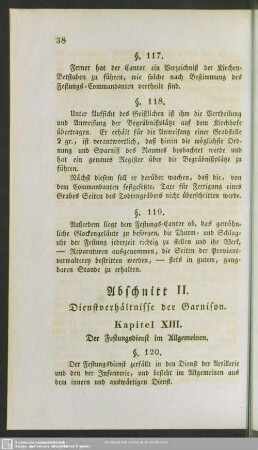 38
§. 117.
Ferner hat der Cantor ein Verzeichniß der Kirchen-
Betstuben zu führen, wie solche nach Bestimmung des
Festungs-Commandanten vertheilt sind.
§. 118.
Unter Aufsicht des Geistlichen ist ihm die Vertheilung
und Anweisung der Begräbnißplätze auf dem Kirchhofe
übertragen. Er erhält für die Anweisung einer Grabstelle
2 gr., ist verantwortlich, daß hierin die möglichste Ord-
nung und Sparniß des Raumes beobachtet werde und
hat ein genaues Register über die Begräbnißplätze zu
führen.
Nächst diesem soll er darüber wachen, daß die, von
dem Commandanten festgesetzte, Taxe für Fertigung eines
Grabes Seiten des Todtengräbers nicht überschritten werde.
§. 119.
Außerdem liegt dem Festungs-Cantor ob, das gewöhn-
liche Glockengeläute zu besorgen, die Thurm- und Schlag-
uhr der Festung jederzeit richtig zu stellen und ihr Werk,
— Reparaturen ausgenommen, die Seiten der Proviant-
verwalterey bestritten werden, — stets in gutem, gang-
baren Stande zu erhalten.
Abschnitt II.
Dienstverhältnisse der Garnison.
Kapitel XIII.
Der Festungsdienst im Allgemeinen.
§. 120.
Der Festungsdienst zerfällt in den Dienst der Artillerie
und den der Infanterie, und besteht im Allgemeinen aus
dem innern und auswärtigen Dienst.